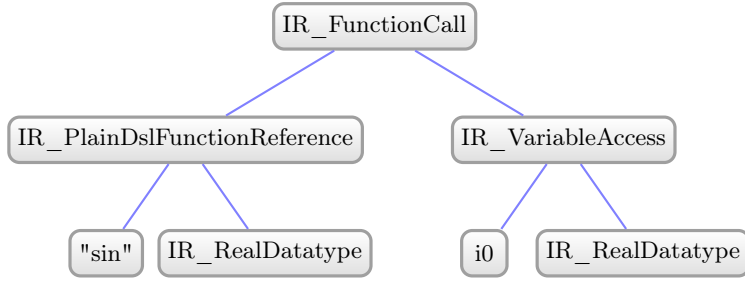 IR_FunctionCall
IR_PlainDslFunctionReference IR_VariableAccess
"sin" IR_RealDatatype i0 IR_RealDatatype